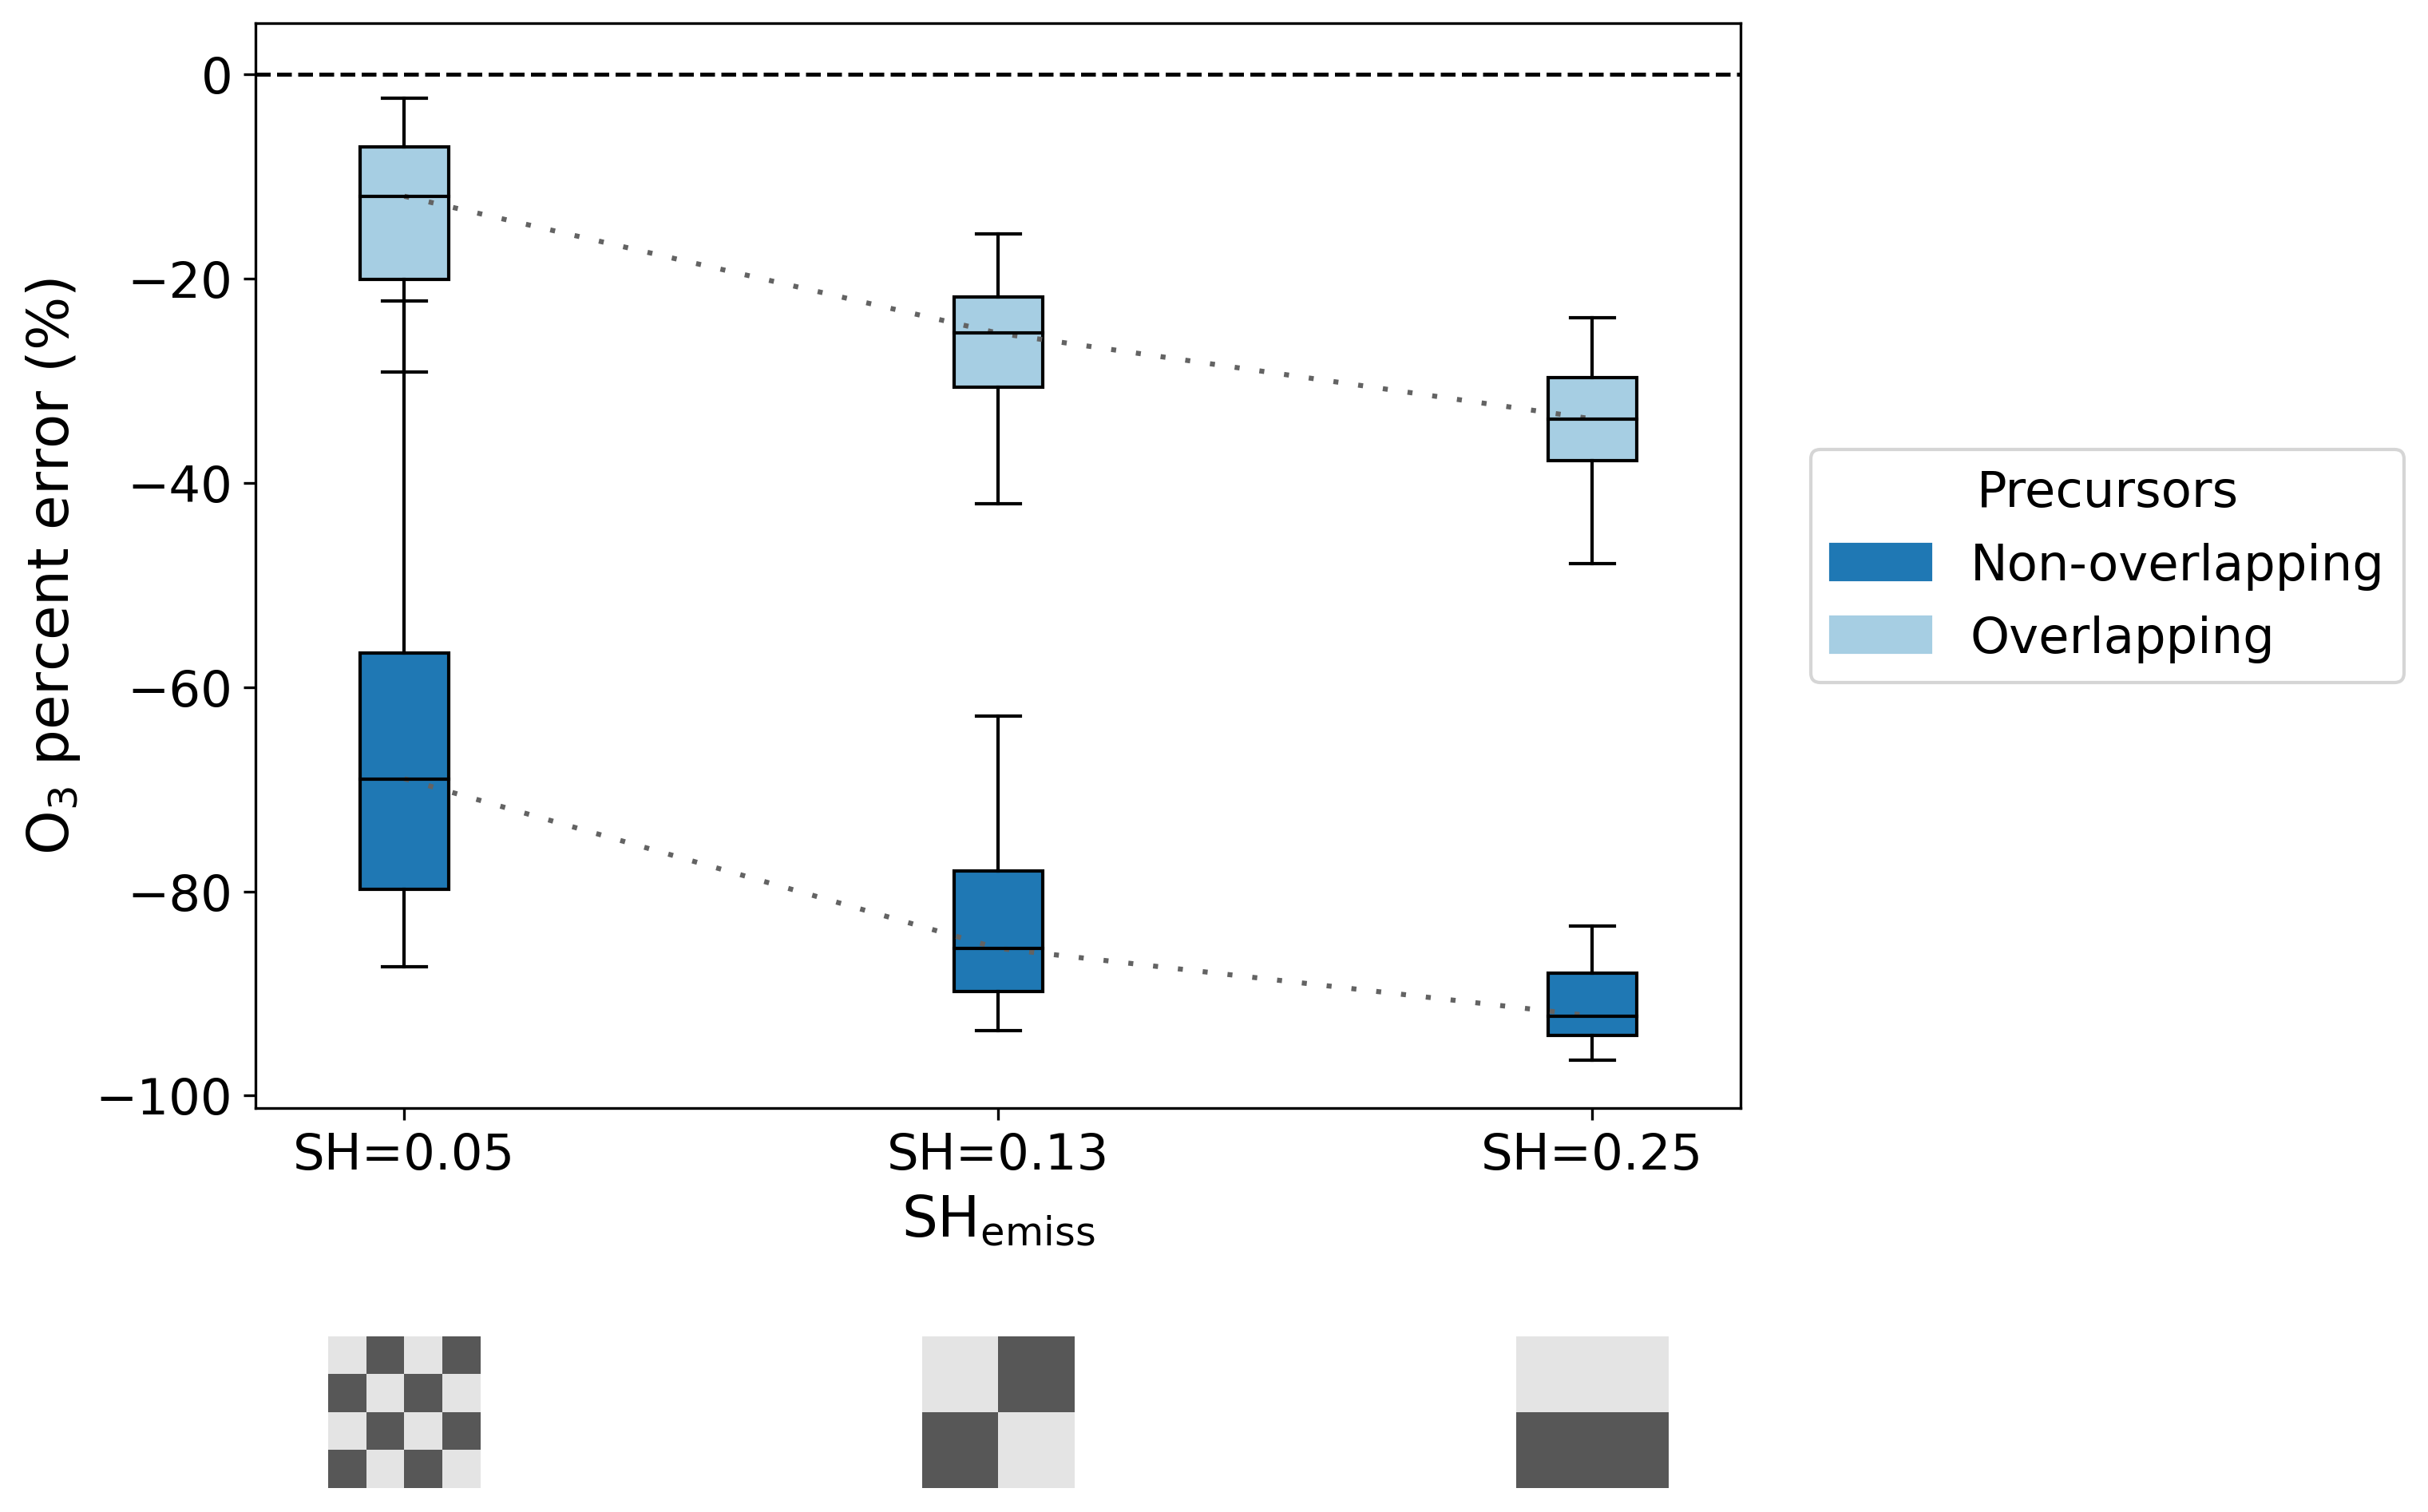 O₃ percent error (%)
0
−20
−40
−60
−80
−100
SH=0.05
SH=0.13
SH=0.25
SHemiss
Precursors
Non-overlapping
Overlapping